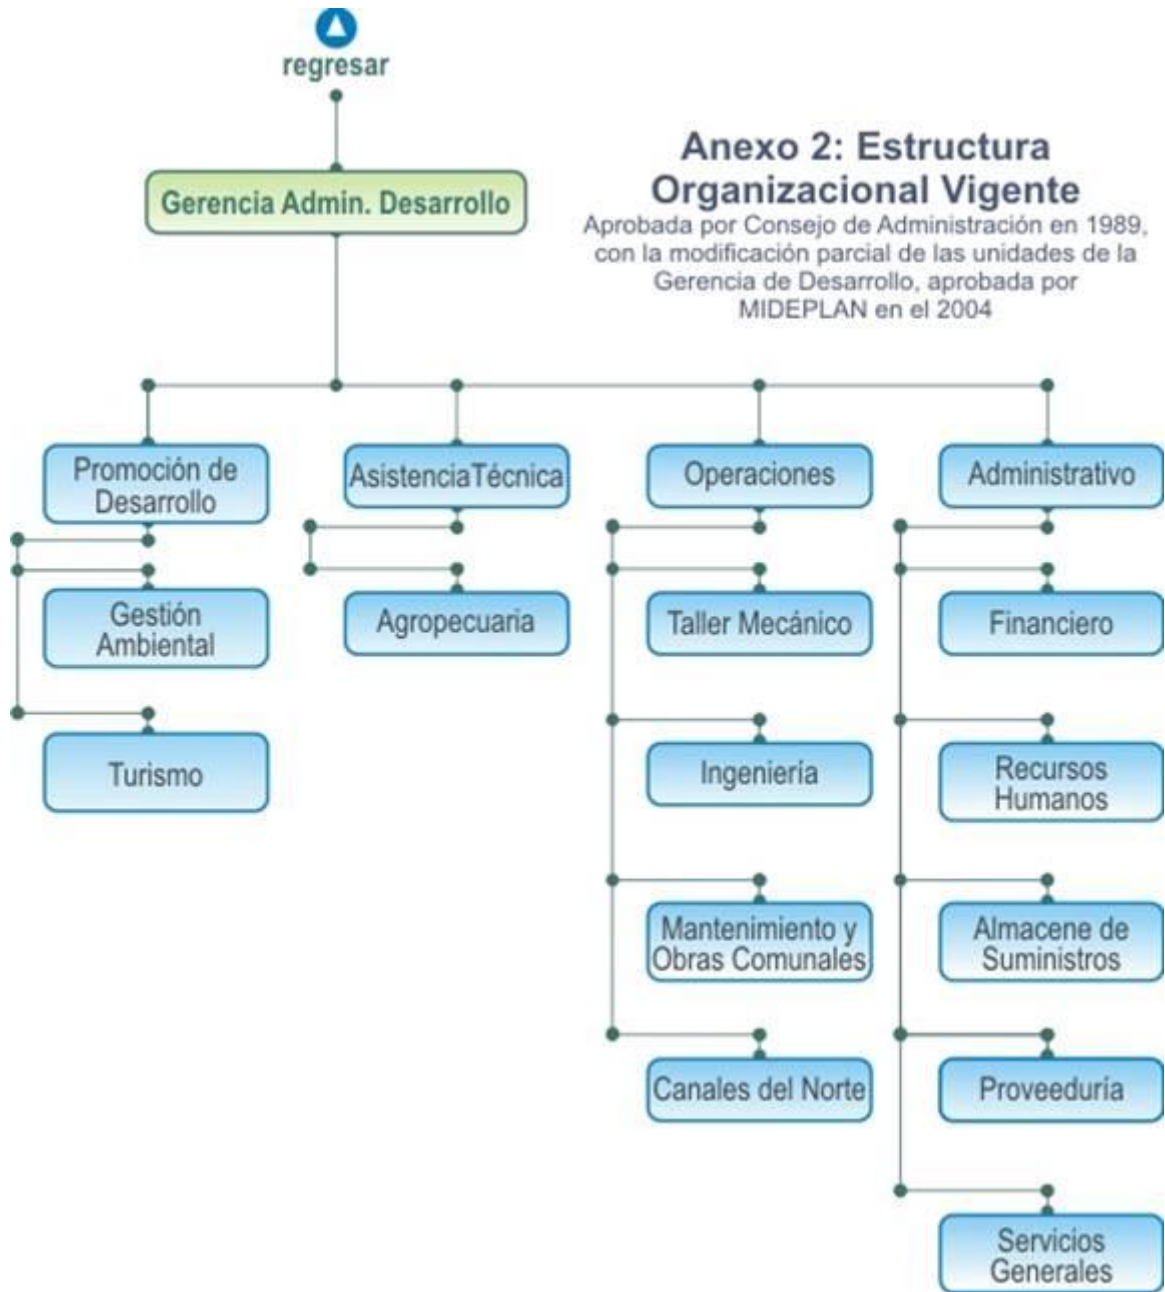 regresar
Gerencia Admin. Desarrollo
Anexo 2: Estructura
Organizacional Vigente
Aprobada por Consejo de Administración en 1989,
con la modificación parcial de las unidades de la
Gerencia de Desarrollo, aprobada por
MIDEPLAN en el 2004
Promoción de
Desarrollo
AsistenciaTécnica
Operaciones
Administrativo
Gestión
Ambiental
Agropecuaria
Taller Mecánico
Financiero
Turismo
Ingeniería
Recursos
Humanos
Mantenimiento y
Obras Comunales
Almacene de
Suministros
Canales del Norte
Proveeduría
Servicios
Generales